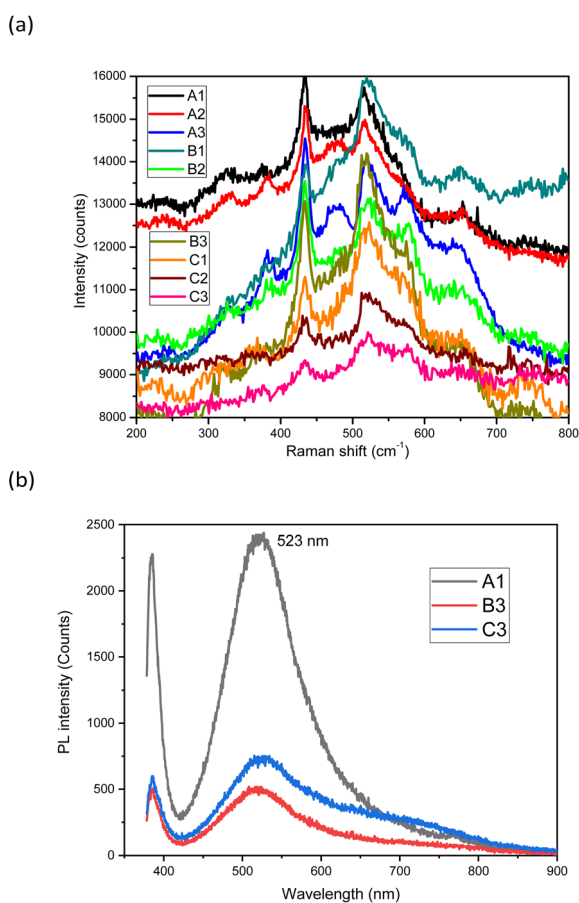 (a)
16000
15000
14000
13000
12000
11000
10000
9000
8000
Intensity (counts)
A1
A2
A3
B1
B2
B3
C1
C2
C3
200 300 400 500 600 700 800
Raman shift (cm⁻¹)
(b)
2500
2000
1500
1000
500
0
PL intensity (Counts)
523 nm
A1
B3
C3
400 500 600 700 800 900
Wavelength (nm)